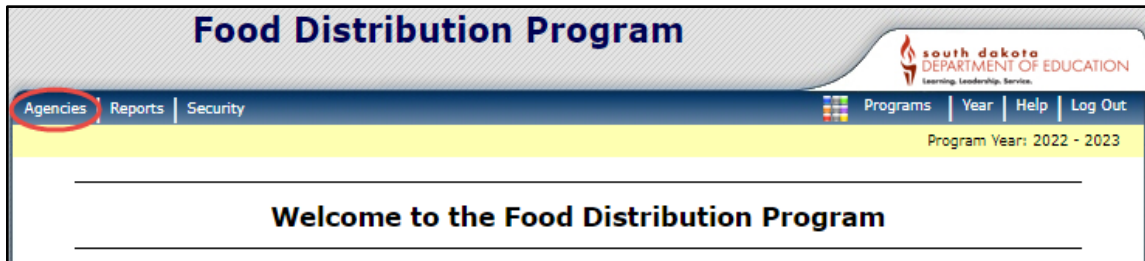 Food Distribution Program
south dakota
DEPARTMENT OF EDUCATION
Learning. Leadership. Service.
Agencies | Reports | Security Programs | Year | Help | Log Out
Program Year: 2022 - 2023
Welcome to the Food Distribution Program